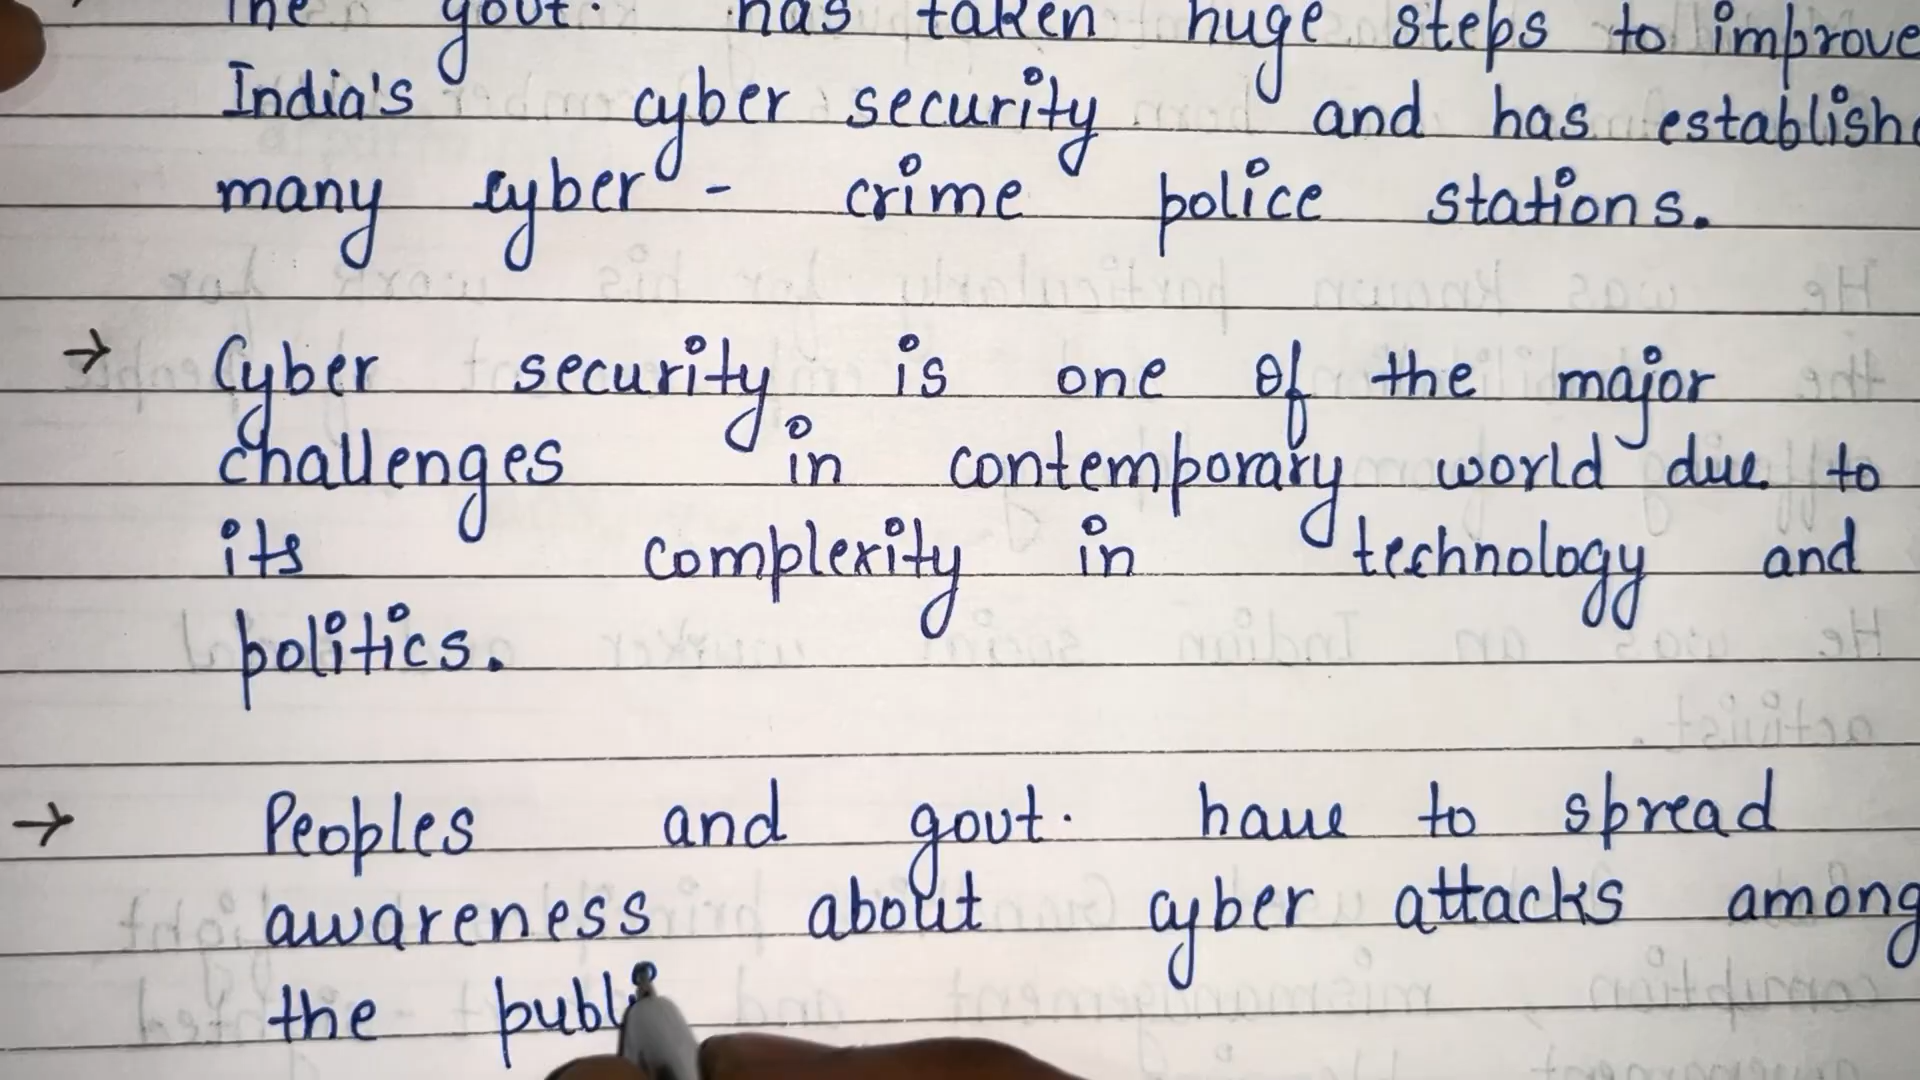 The govt. has taken huge steps to improve
India's cyber security and has establishe
many cyber - crime police stations.
→ Cyber security is one of the major
challenges in contemporary world due to
its complexity in technology and
politics.
→ Peoples and govt. have to spread
awareness about cyber attacks among
the publi